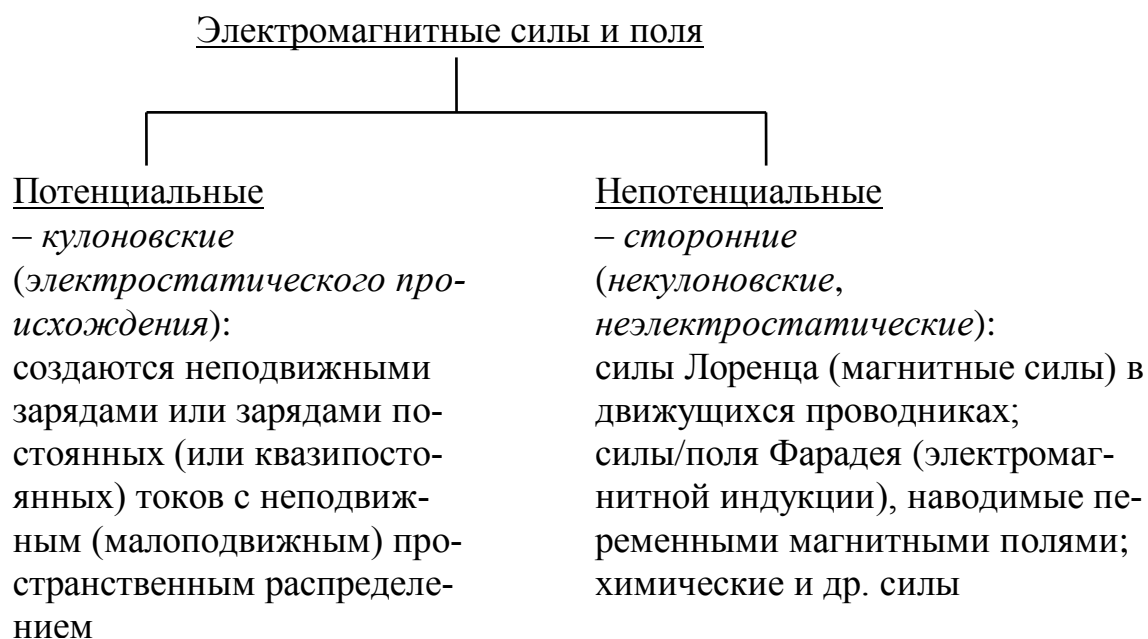 Электромагнитные силы и поля
Потенциальные
– кулоновские
(электростатического про-
исхождения):
создаются неподвижными
зарядами или зарядами по-
стоянных (или квазипосто-
янных) токов с неподвиж-
ным (малоподвижным) про-
странственным распределе-
нием
Непотенциальные
– сторонние
(некулоновские,
неэлектростатические):
силы Лоренца (магнитные силы) в
движущихся проводниках;
силы/поля Фарадея (электромаг-
нитной индукции), наводимые пе-
ременными магнитными полями;
химические и др. силы